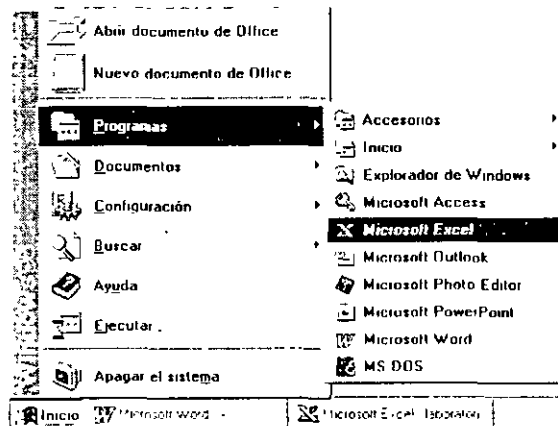 Abrir documento de Office
Nuevo documento de Office
Programas
Documentos
Configuración
Buscar
Ayuda
Ejecutar.
Apagar el sistema
Accesorios
Inicio
Explorador de Windows
Microsoft Access
Microsoft Excel
Microsoft Outlook
Microsoft Photo Editor
Microsoft PowerPoint
Microsoft Word
MS DOS
Inicio
Microsoft Word -
Microsoft Excel